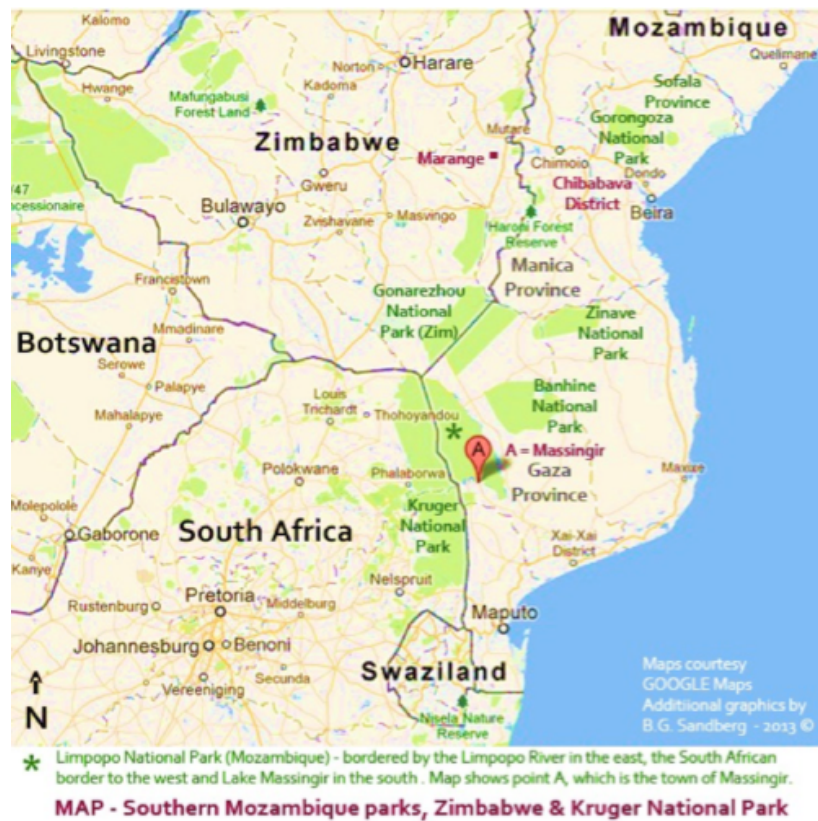 Kalomo
Mozambique
Livingstone
Norton
Harare
Quelimane
Hwange
Kadoma
Sofala
Province
Mafungabusi
Forest Land
Gorongoza
National
Park
Zimbabwe
Mutare
Marange
Chimoio
Dondo
Gweru
Chibabava
District
/47
ncessionaire
Bulawayo
Zvishavane
Masvingo
Beira
Haroni Forest
Reserve
Manica
Province
Francistown
Gonarezhou
National
Park (Zim)
Zinave
National
Park
Mmadinare
Botswana
Serowe
Palapye
Louis
Trichardt
Thohoyandou
Banhine
National
Park
Mahalapye
*
A
A = Massingir
Polokwane
Phalaborwa
Gaza
Province
Maxixe
Molepolole
Gaborone
South Africa
Kruger
National
Park
Xai-Xai
District
Kanye
Nelspruit
Rustenburg
Pretoria
Middelburg
Maputo
Johannesburg
Benoni
Swaziland
Secunda
Vereeniging
N
Nisela Nature
Reserve
Maps courtesy
GOOGLE Maps
Additiional graphics by
B.G. Sandberg - 2013 ©
* Limpopo National Park (Mozambique) - bordered by the Limpopo River in the east, the South African
border to the west and Lake Massingir in the south . Map shows point A, which is the town of Massingir.
MAP - Southern Mozambique parks, Zimbabwe & Kruger National Park